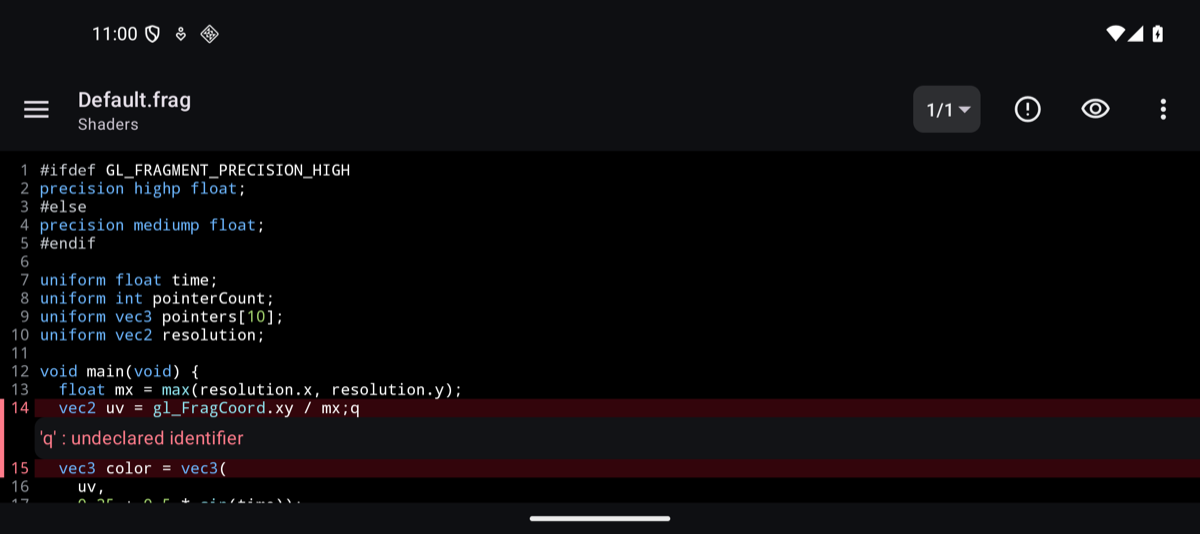 11:00
Default.frag
Shaders
1/1
1 #ifdef GL_FRAGMENT_PRECISION_HIGH
2 precision highp float;
3 #else
4 precision mediump float;
5 #endif
6
7 uniform float time;
8 uniform int pointerCount;
9 uniform vec3 pointers[10];
10 uniform vec2 resolution;
11
12 void main(void) {
13 float mx = max(resolution.x, resolution.y);
14 vec2 uv = gl_FragCoord.xy / mx;q
'q' : undeclared identifier
15 vec3 color = vec3(
16 uv,